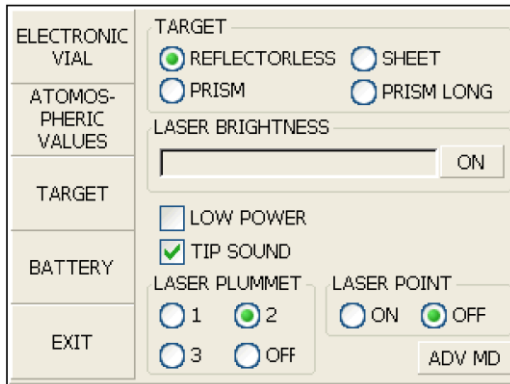 ELECTRONIC
VIAL
ATOMOS-
PHERIC
VALUES
TARGET
BATTERY
EXIT
TARGET
REFLECTORLESS
SHEET
PRISM
PRISM LONG
LASER BRIGHTNESS
ON
LOW POWER
TIP SOUND
LASER PLUMMET
1
2
3
OFF
LASER POINT
ON
OFF
ADV MD